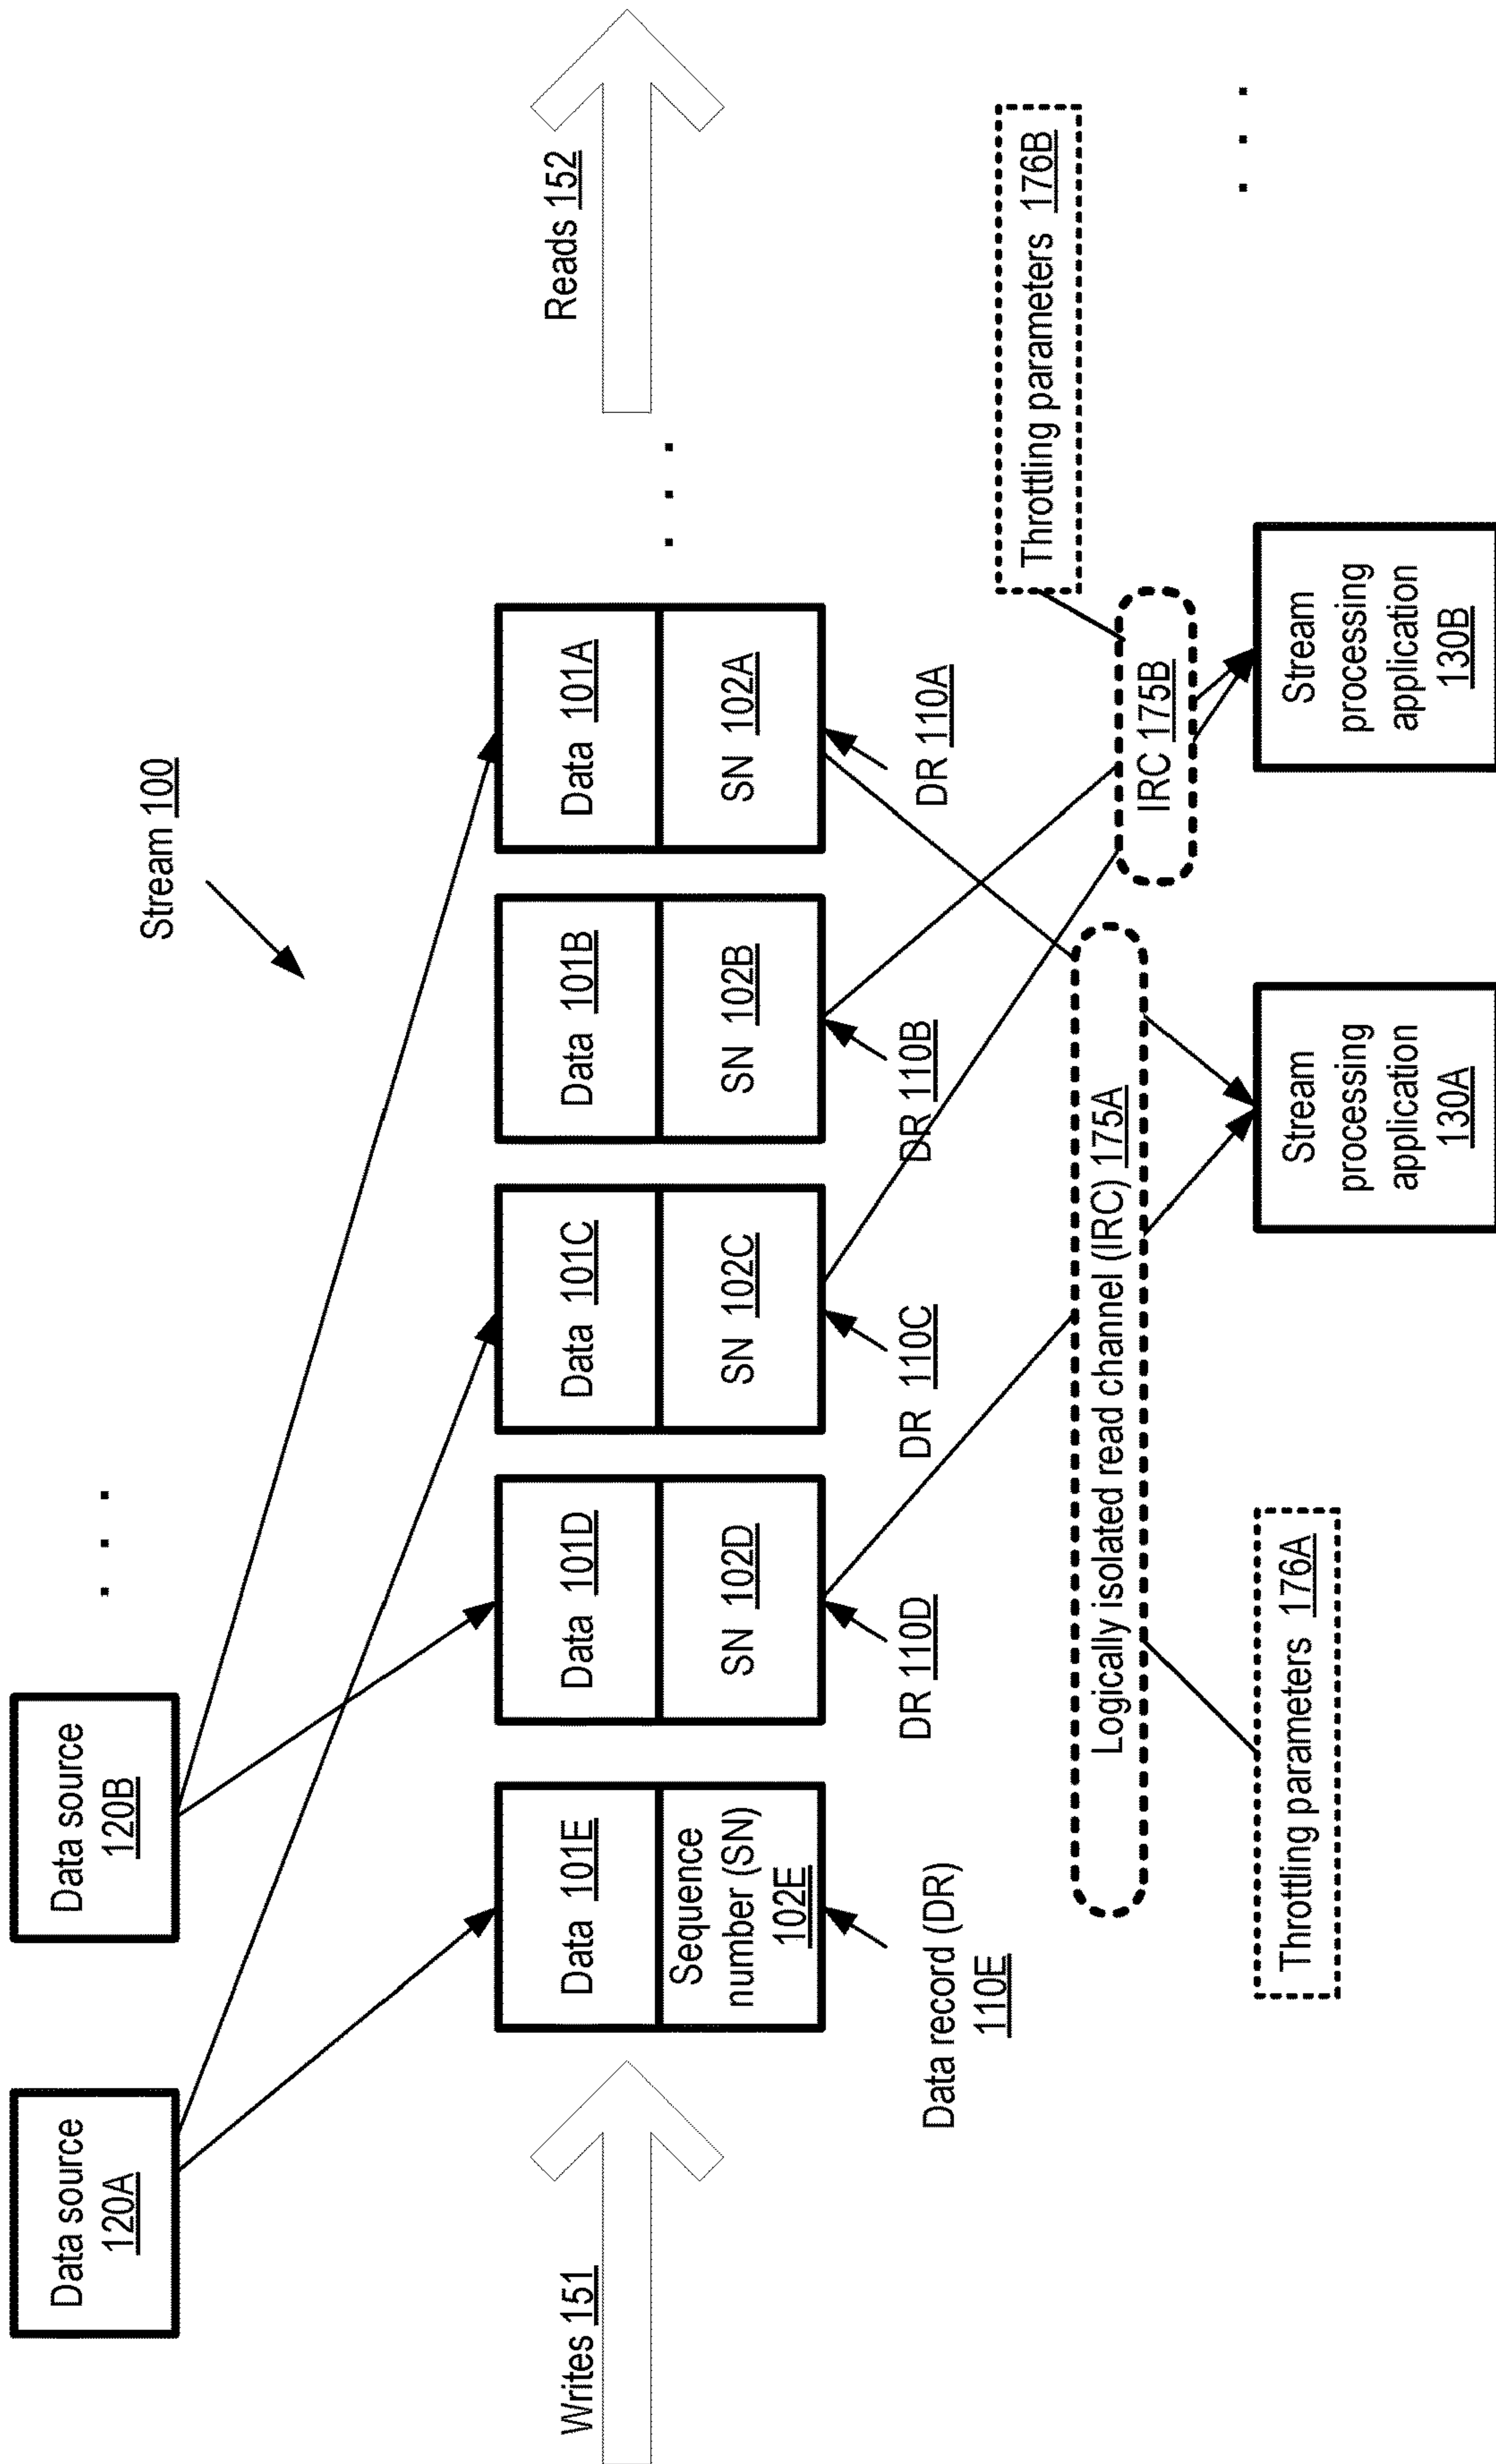 Data source
120A
Data source
120B
Stream 100
Writes 151
Reads 152
Data 101E
Sequence
number (SN)
102E
Data 101D
SN 102D
Data 101C
SN 102C
Data 101B
SN 102B
Data 101A
SN 102A
Data record (DR)
110E
DR 110D
DR 110C
DR 110B
DR 110A
Throttling parameters 176B
Logically isolated read channel (IRC) 175A
IRC 175B
Throttling parameters 176A
Stream
processing
application
130A
Stream
processing
application
130B